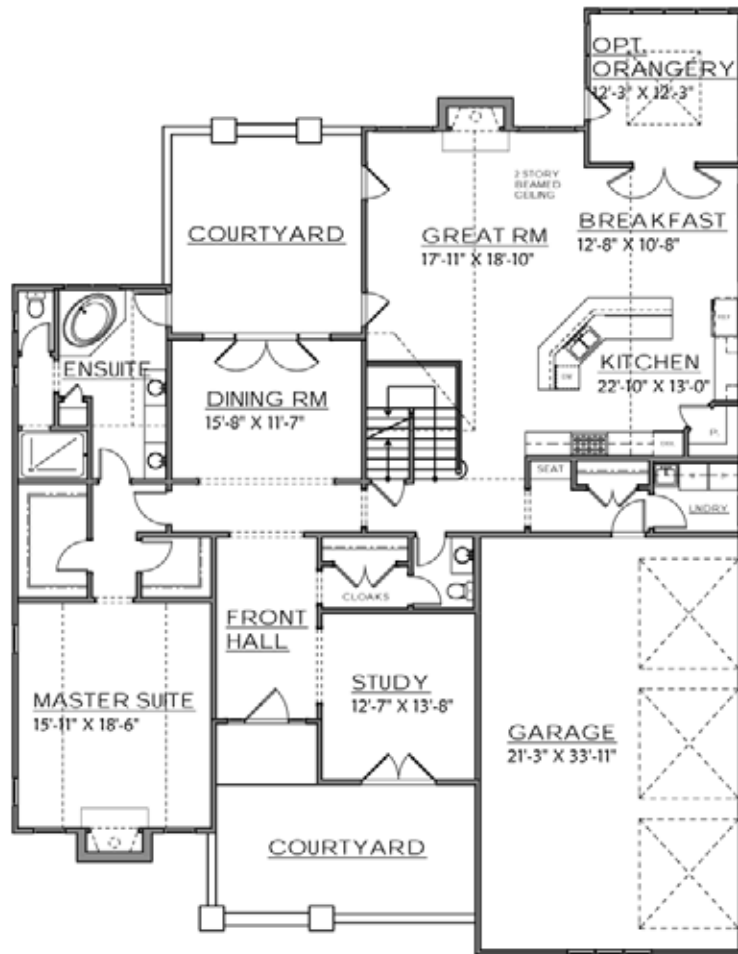 OPT.
ORANGERY
12'-3" X 12'-3"
2 STORY
BEAMED
CEILING
COURTYARD
GREAT RM
17'-11" X 18'-10"
BREAKFAST
12'-8" X 10'-8"
ENSUITE
DINING RM
15'-8" X 11'-7"
KITCHEN
22'-10" X 13'-0"
REF
DW
P.
SEAT
LNDRY
CLOAKS
FRONT
HALL
STUDY
12'-7" X 13'-8"
MASTER SUITE
15'-11" X 18'-6"
GARAGE
21'-3" X 33'-11"
COURTYARD